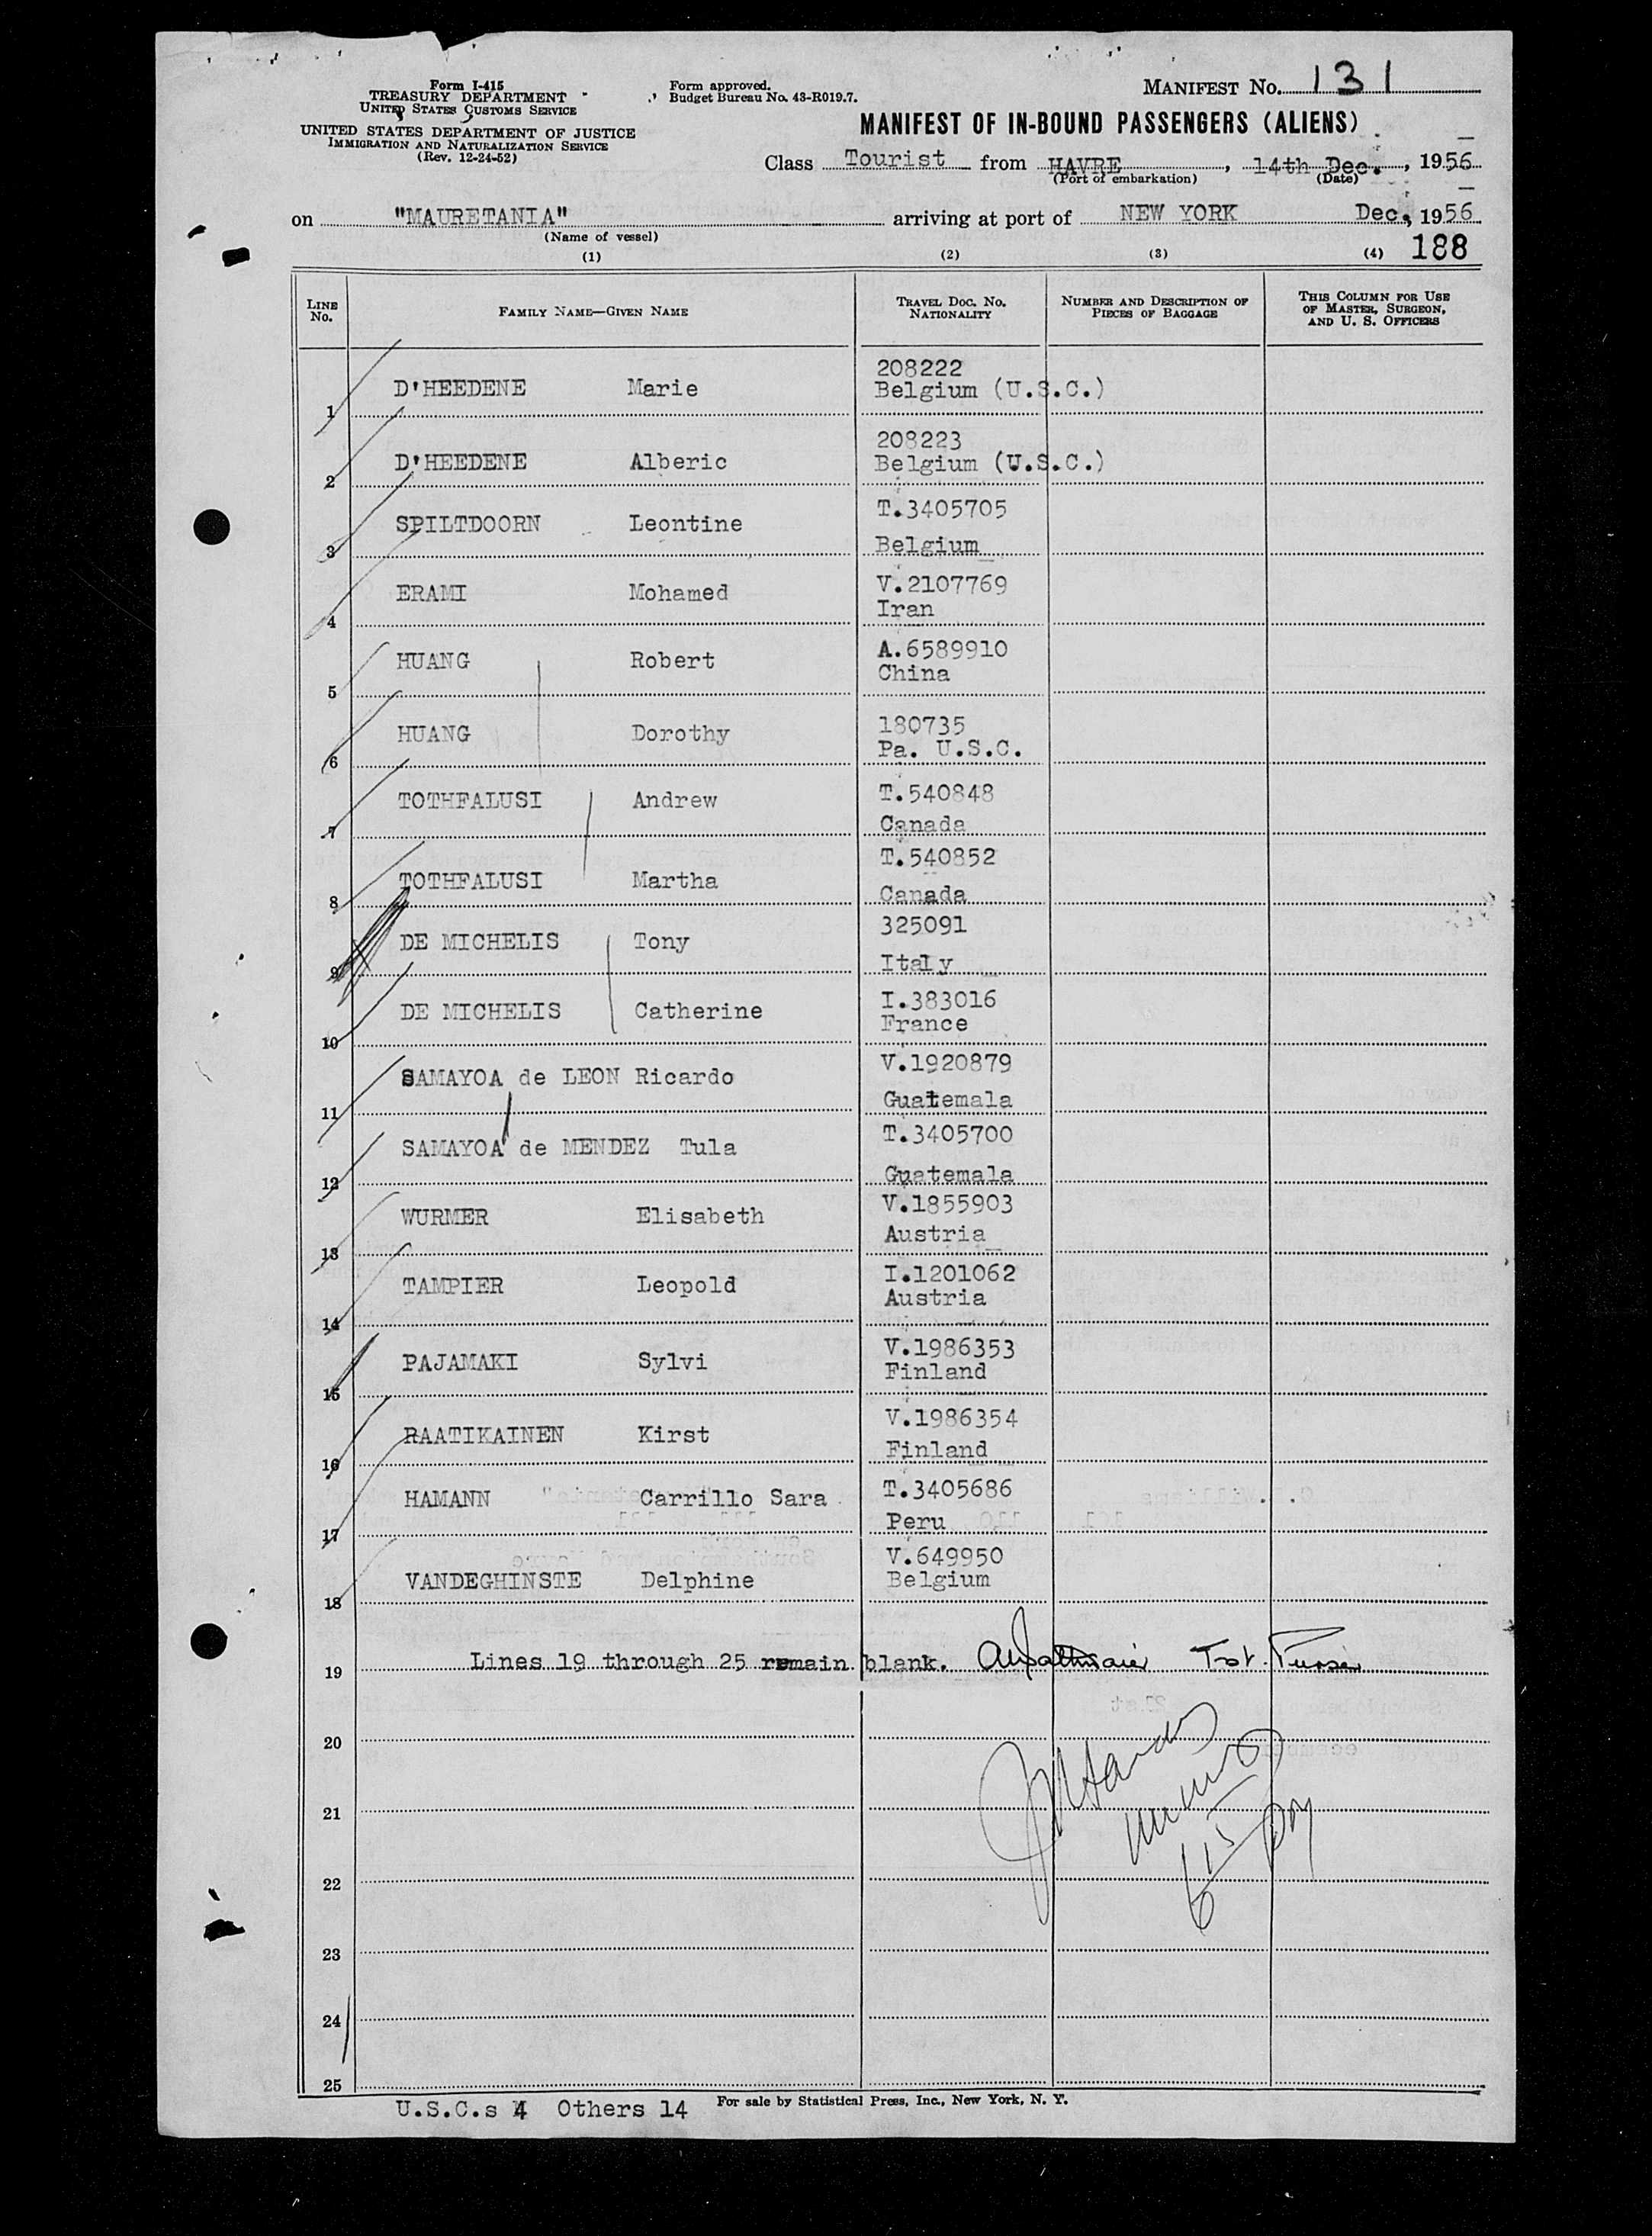 Form I-415
TREASURY DEPARTMENT
UNITED STATES CUSTOMS SERVICE
UNITED STATES DEPARTMENT OF JUSTICE
IMMIGRATION AND NATURALIZATION SERVICE
(Rev. 12-24-52)
Form approved.
Budget Bureau No. 43-R019.7.
MANIFEST NO. 131
MANIFEST OF IN-BOUND PASSENGERS (ALIENS)
Class Tourist from HAVRE, 14th Dec., 1956
(Port of embarkation) (Date)
on "MAURETANIA" arriving at port of NEW YORK Dec, 1956
(Name of vessel)
(1) (2) (3) (4) 188
LINE NO. FAMILY NAME—GIVEN NAME TRAVEL DOC. NO. NATIONALITY NUMBER AND DESCRIPTION OF PIECES OF BAGGAGE THIS COLUMN FOR USE OF MASTER, SURGEON, AND U. S. OFFICERS
1 D'HEEDENE Marie 208222 Belgium (U.S.C.)
2 D'HEEDENE Alberic 208223 Belgium (U.S.C.)
3 SPILTDOORN Leontine T.3405705 Belgium
4 ERAMI Mohamed V.2107769 Iran
5 HUANG Robert A.6589910 China
6 HUANG Dorothy 180735 Pa. U.S.C.
7 TOTHFALUSI Andrew T.540848 Canada
8 TOTHFALUSI Martha T.540852 Canada
9 DE MICHELIS Tony 325091 Italy
10 DE MICHELIS Catherine I.383016 France
11 SAMAYOA de LEON Ricardo V.1920879 Guatemala
12 SAMAYOA de MENDEZ Tula T.3405700 Guatemala
13 WURMER Elisabeth V.1855903 Austria
14 TAMPIER Leopold I.1201062 Austria
15 PAJAMAKI Sylvi V.1986353 Finland
16 RAATIKAINEN Kirst V.1986354 Finland
17 HAMANN Carrillo Sara T.3405686 Peru
18 VANDEGHINSTE Delphine V.649950 Belgium
19 Lines 19 through 25 remain blank. Tst. Purser
20
21
22
23
24
25
U.S.C.s 4 Others 14 For sale by Statistical Press, Inc., New York, N. Y.